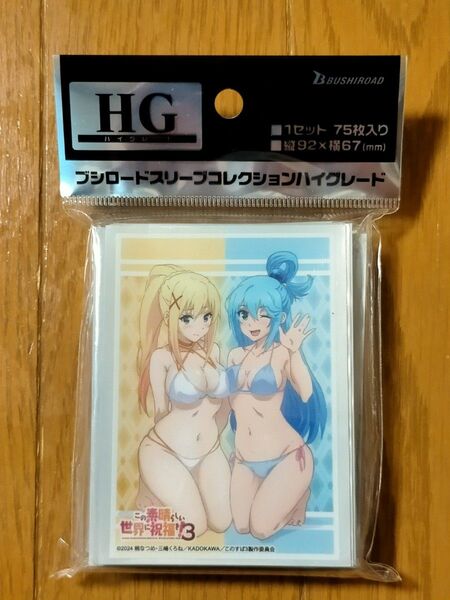 HG
ハイグレード
BUSHIROAD
■1セット 75枚入り
■縦92×横67(mm)
ブシロードスリーブコレクションハイグレード
この素晴らしい
世界に祝福を!3
©2024 暁なつめ・三嶋くろね/KADOKAWA/このすば3製作委員会